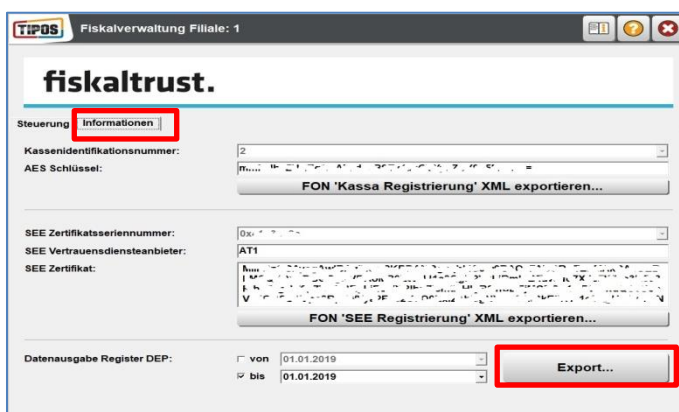 TIPOS Fiskalverwaltung Filiale: 1
fiskaltrust.
Steuerung Informationen
Kassenidentifikationsnummer: 2
AES Schlüssel:
FON 'Kassa Registrierung' XML exportieren...
SEE Zertifikatsseriennummer:
SEE Vertrauensdiensteanbieter: AT1
SEE Zertifikat:
FON 'SEE Registrierung' XML exportieren...
Datenausgabe Register DEP: von 01.01.2019
bis 01.01.2019
Export...